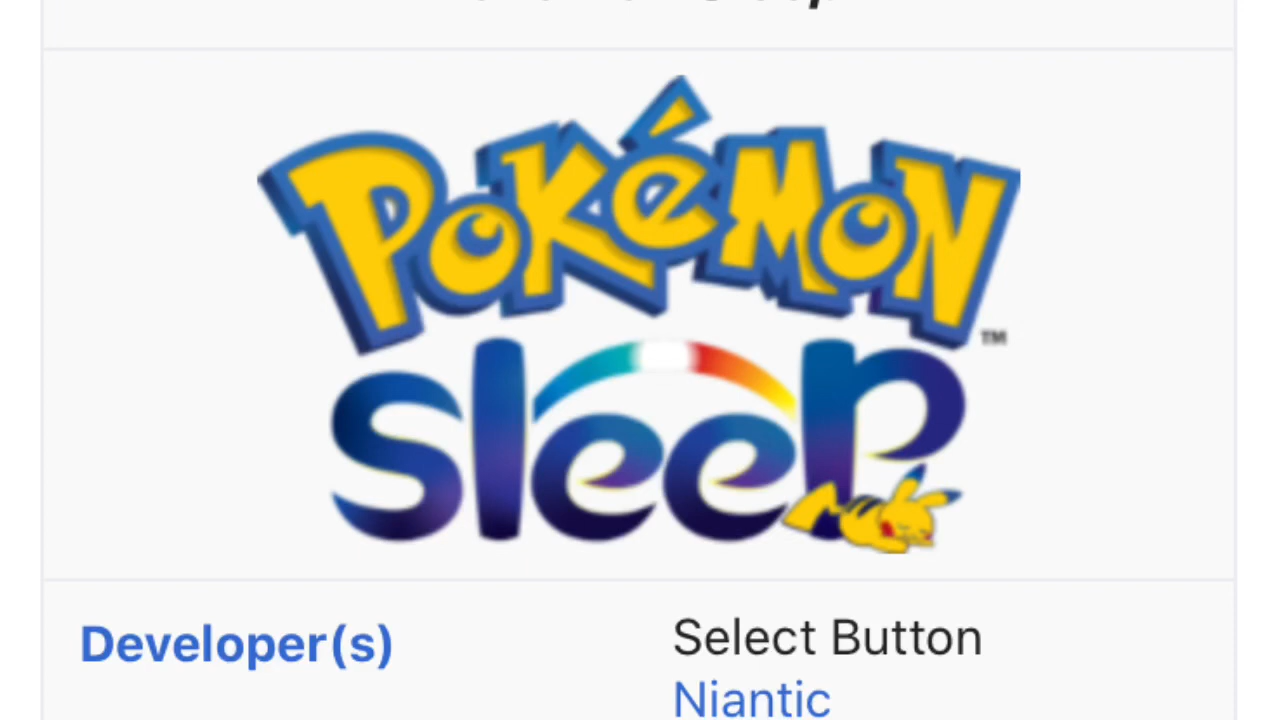 Pokémon
TM
sleep
Developer(s)
Select Button
Niantic